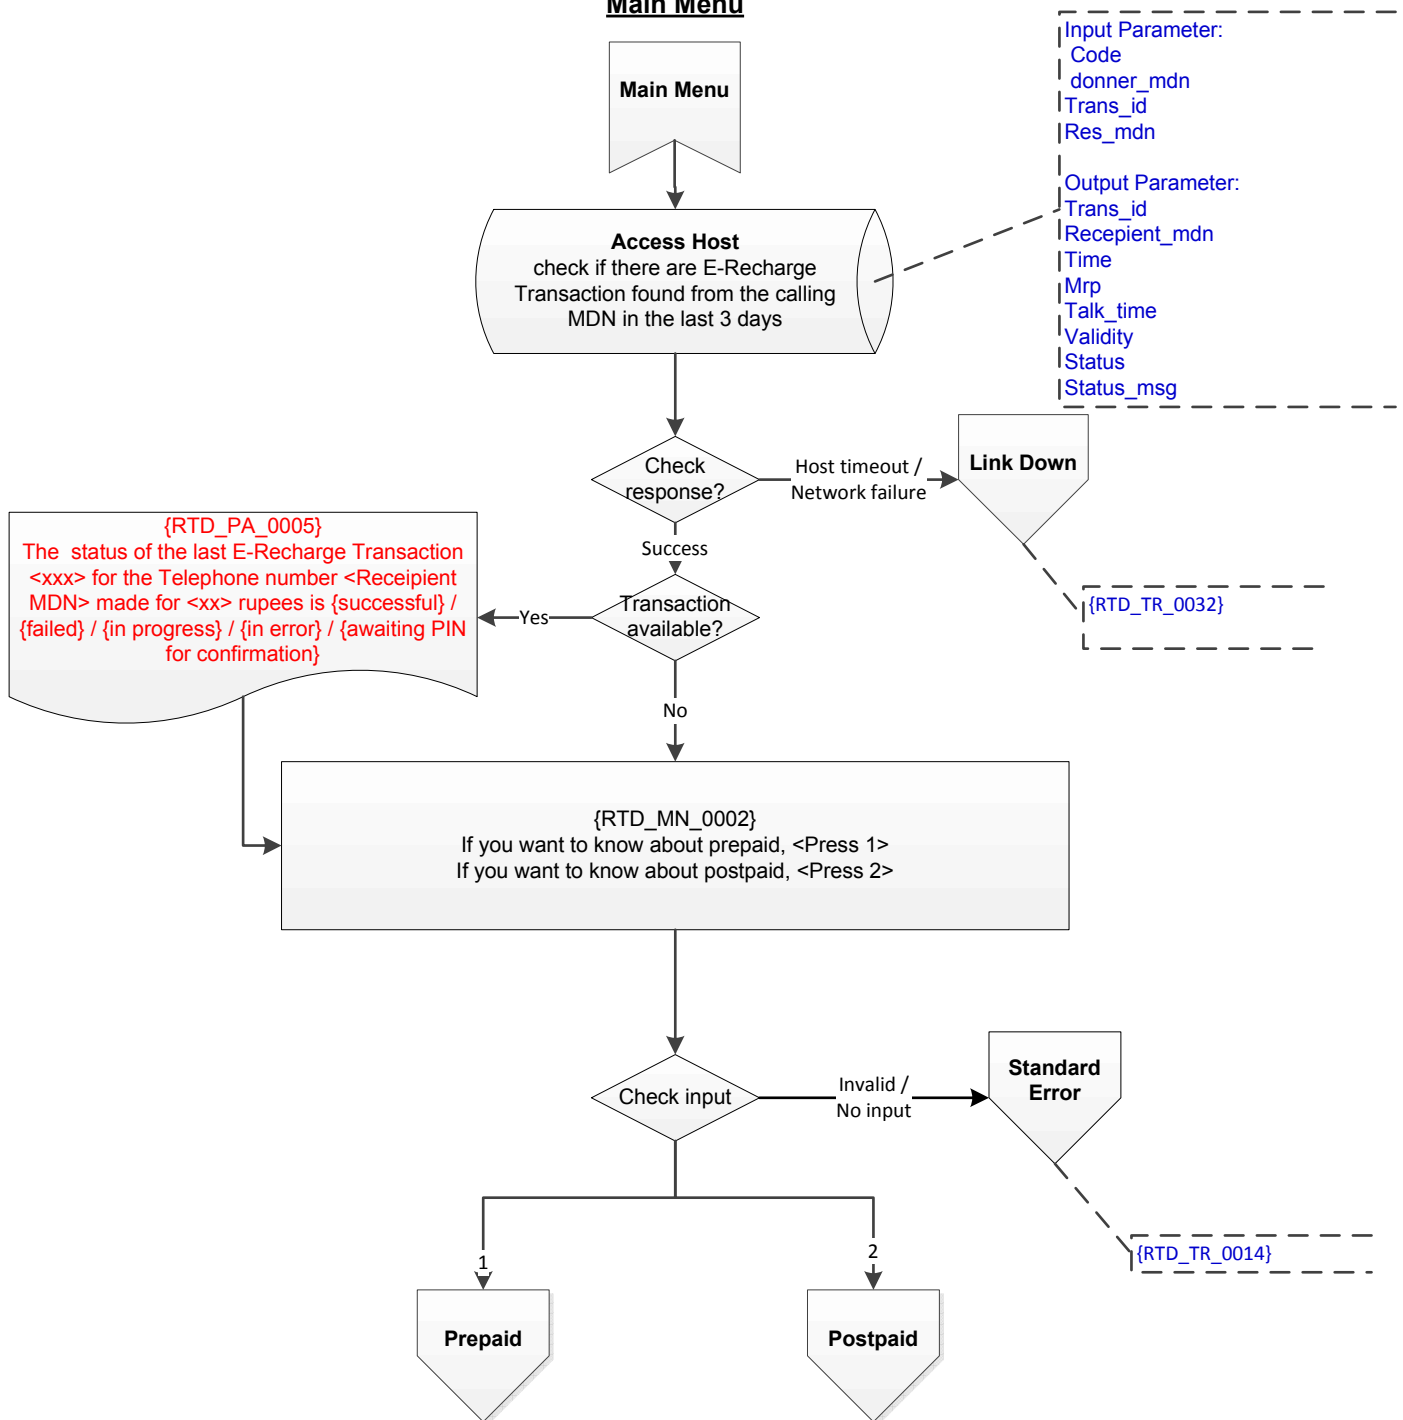 Main Menu
Main Menu
Input Parameter:
Code
donner_mdn
Trans_id
Res_mdn
Output Parameter:
Trans_id
Recepient_mdn
Time
Mrp
Talk_time
Validity
Status
Status_msg
Access Host
check if there are E-Recharge
Transaction found from the calling
MDN in the last 3 days
Check
response?
Host timeout /
Network failure
Link Down
{RTD_TR_0032}
Success
Transaction
available?
Yes
{RTD_PA_0005}
The status of the last E-Recharge Transaction
<xxx> for the Telephone number <Receipient
MDN> made for <xx> rupees is {successful} /
{failed} / {in progress} / {in error} / {awaiting PIN
for confirmation}
No
{RTD_MN_0002}
If you want to know about prepaid, <Press 1>
If you want to know about postpaid, <Press 2>
Check input
Invalid /
No input
Standard
Error
{RTD_TR_0014}
1
2
Prepaid
Postpaid